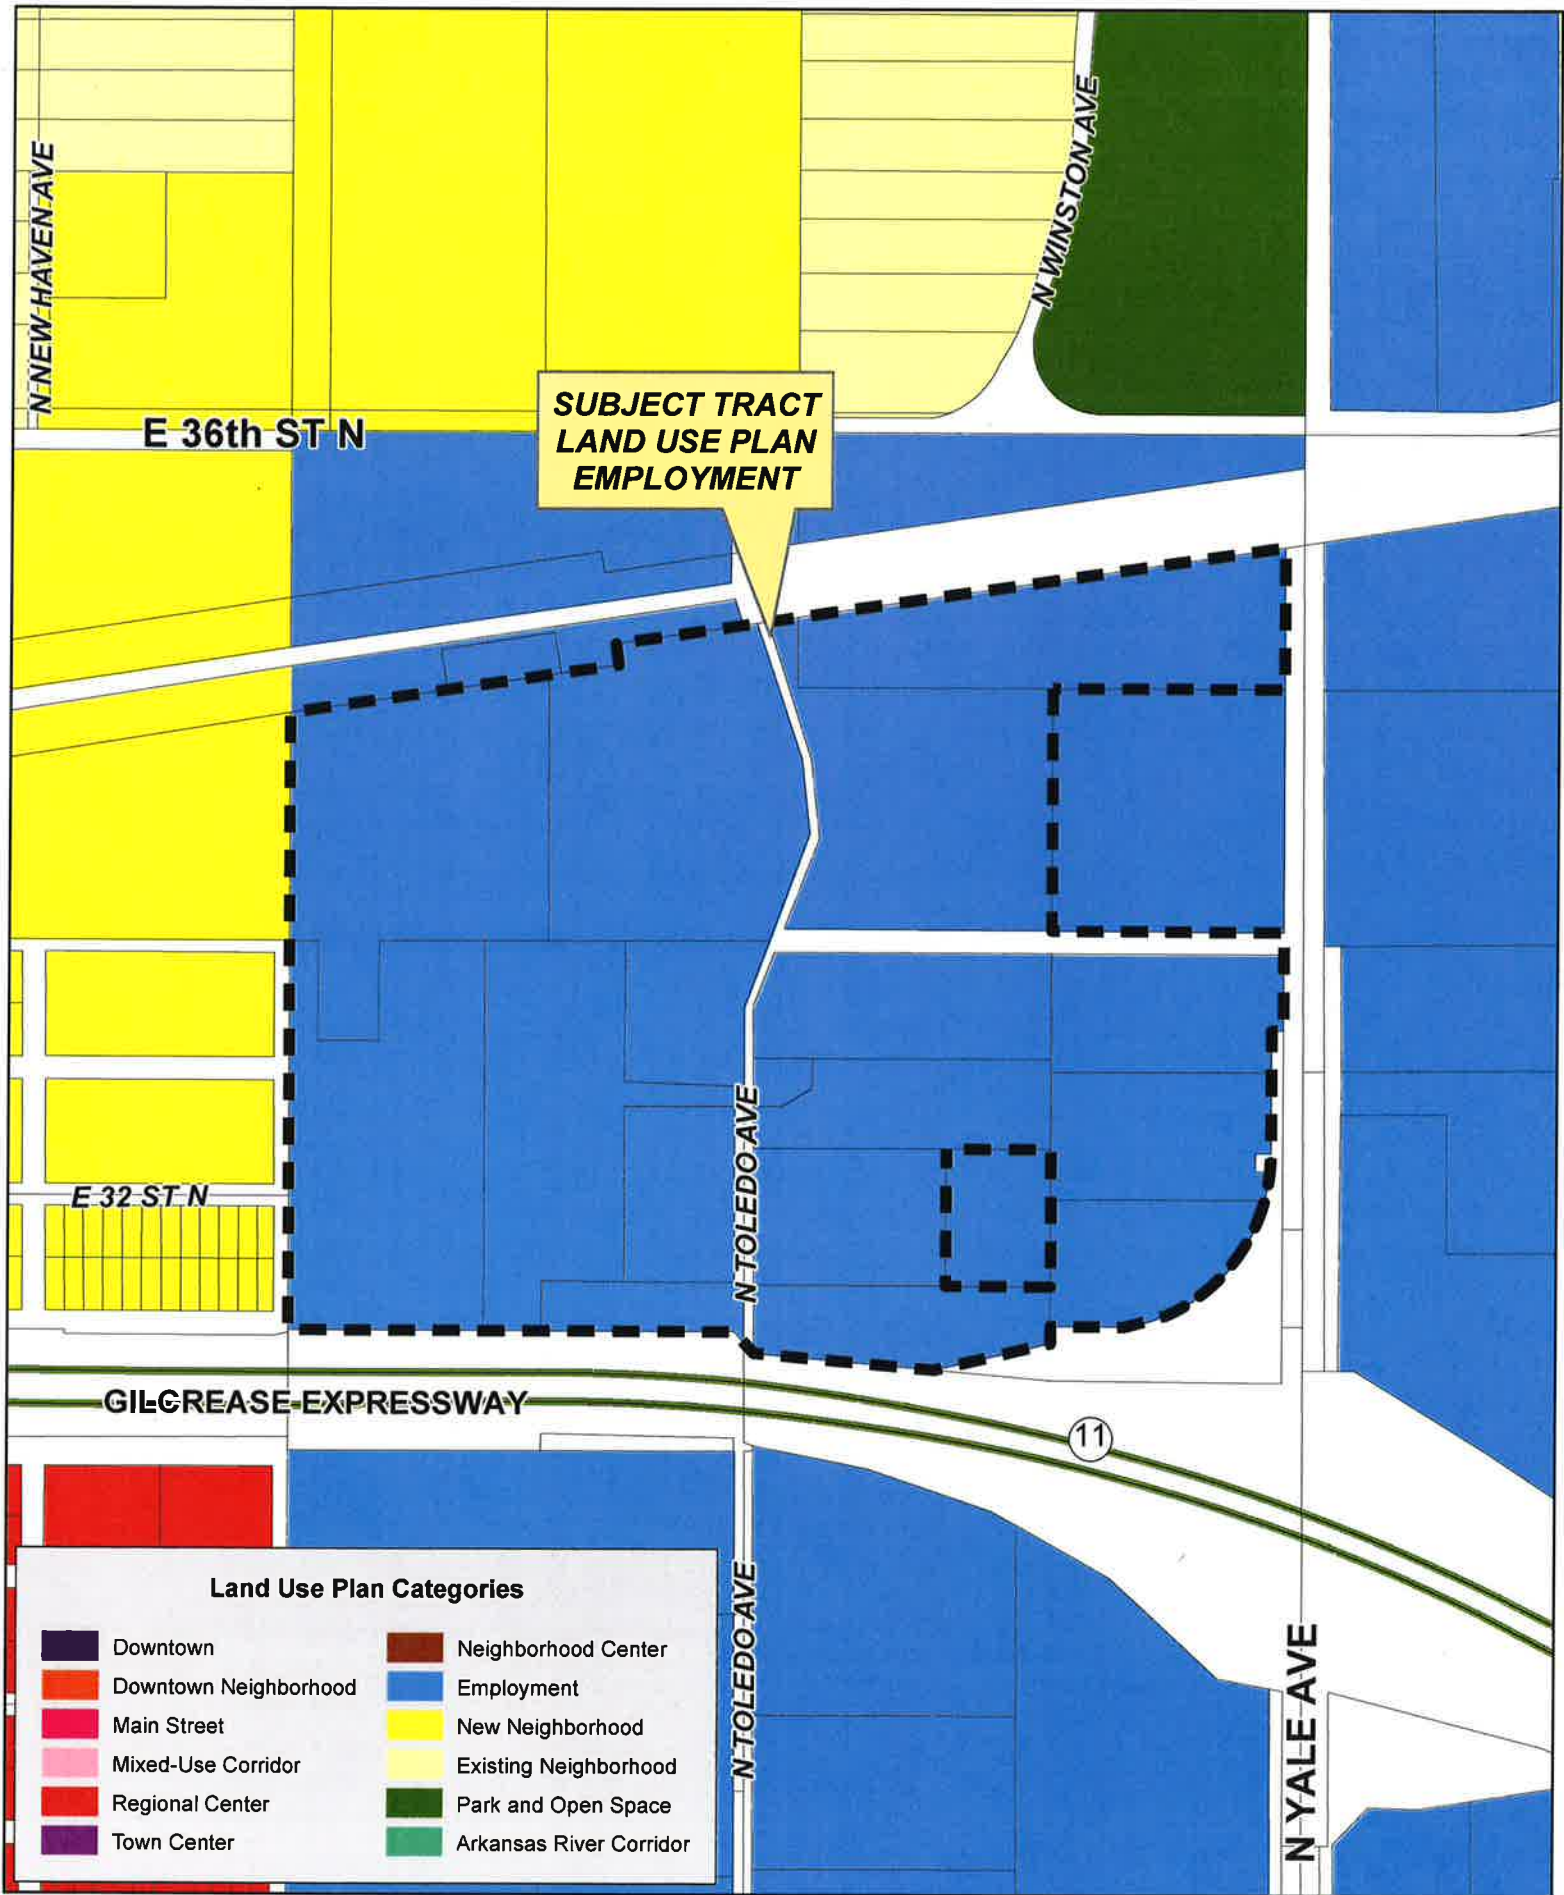 N NEW HAVEN AVE
N WINSTON AVE
E 36th ST N
SUBJECT TRACT
LAND USE PLAN
EMPLOYMENT
N TOLEDO AVE
E 32 ST N
GILCREASE EXPRESSWAY
11
N TOLEDO AVE
N YALE AVE
Land Use Plan Categories
Downtown
Downtown Neighborhood
Main Street
Mixed-Use Corridor
Regional Center
Town Center
Neighborhood Center
Employment
New Neighborhood
Existing Neighborhood
Park and Open Space
Arkansas River Corridor